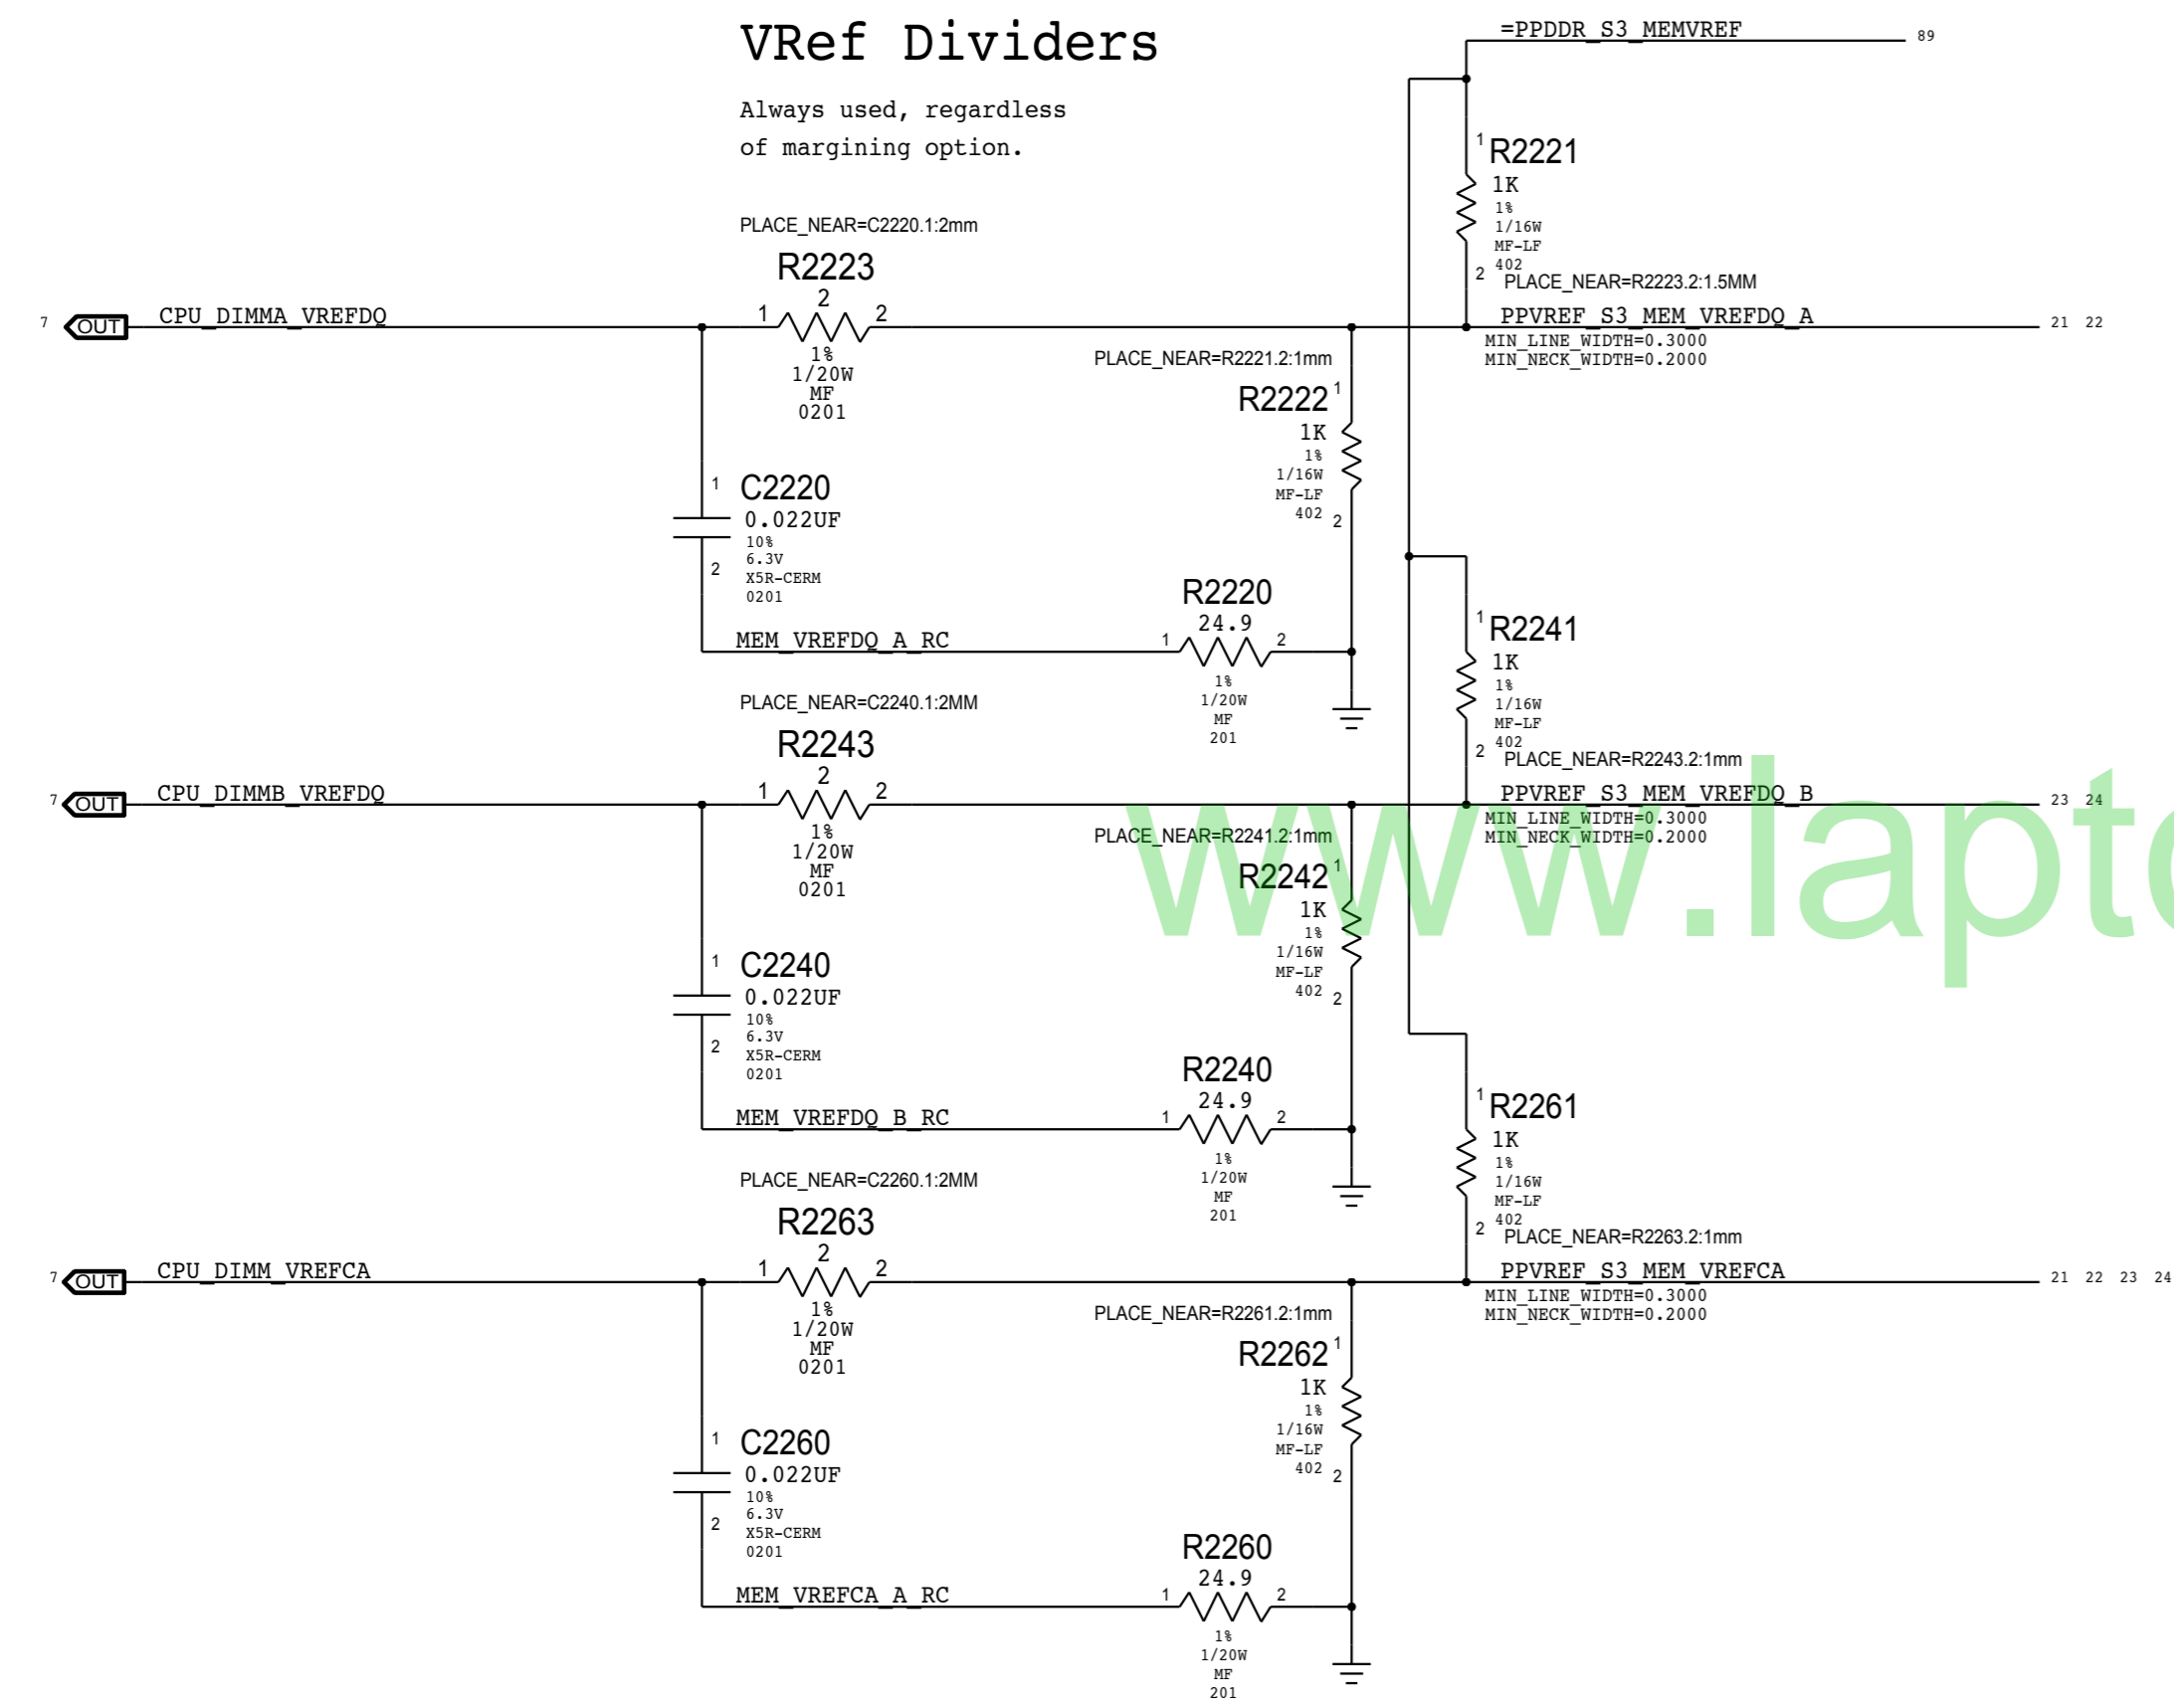 VRef Dividers
Always used, regardless
of margining option.
=PPDDR_S3_MEMVREF 89
1 R2221
1K
1%
1/16W
MF-LF
402
2 PLACE_NEAR=R2223.2:1.5MM
PLACE_NEAR=C2220.1:2mm
R2223
1 2 2
1%
1/20W
MF
0201
7 OUT CPU_DIMMA_VREFDQ
PPVREF_S3_MEM_VREFDQ_A 21 22
MIN_LINE_WIDTH=0.3000
MIN_NECK_WIDTH=0.2000
PLACE_NEAR=R2221.2:1mm
R2222 1
1K
1%
1/16W
MF-LF
402 2
1 C2220
0.022UF
10%
6.3V
2 X5R-CERM
0201
R2220
24.9
MEM_VREFDQ_A_RC 1 2
1%
1/20W
MF
201
1 R2241
1K
1%
1/16W
MF-LF
402
2 PLACE_NEAR=R2243.2:1mm
PLACE_NEAR=C2240.1:2MM
R2243
1 2 2
1%
1/20W
MF
0201
7 OUT CPU_DIMMB_VREFDQ
PPVREF_S3_MEM_VREFDQ_B 23 24
MIN_LINE_WIDTH=0.3000
MIN_NECK_WIDTH=0.2000
PLACE_NEAR=R2241.2:1mm
R2242 1
1K
1%
1/16W
MF-LF
402 2
www.lapt
1 C2240
0.022UF
10%
6.3V
2 X5R-CERM
0201
R2240
24.9
MEM_VREFDQ_B_RC 1 2
1%
1/20W
MF
201
1 R2261
1K
1%
1/16W
MF-LF
402
2 PLACE_NEAR=R2263.2:1mm
PLACE_NEAR=C2260.1:2MM
R2263
1 2 2
1%
1/20W
MF
0201
7 OUT CPU_DIMM_VREFCA
PPVREF_S3_MEM_VREFCA 21 22 23 24
MIN_LINE_WIDTH=0.3000
MIN_NECK_WIDTH=0.2000
PLACE_NEAR=R2261.2:1mm
R2262 1
1K
1%
1/16W
MF-LF
402 2
1 C2260
0.022UF
10%
6.3V
2 X5R-CERM
0201
R2260
24.9
MEM_VREFCA_A_RC 1 2
1%
1/20W
MF
201